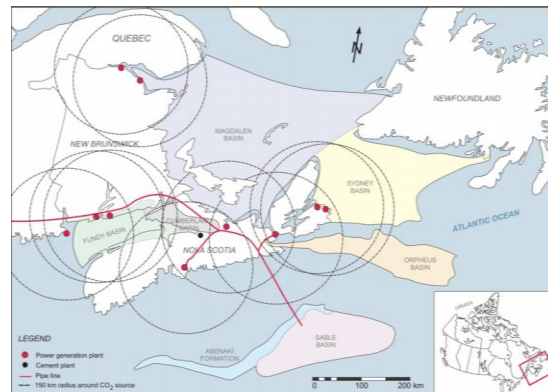 QUEBEC
N
NEWFOUNDLAND
MAGDALEN
BASIN
NEW BRUNSWICK
SYDNEY
BASIN
ATLANTIC OCEAN
CUMBERLAND
BASIN
FUNDY BASIN
NOVA SCOTIA
ORPHEUS
BASIN
LEGEND
Power generation plant
Cement plant
Pipe line
150 km radius around CO2 source
ABENAKI
FORMATION
SABLE
BASIN
0 100 200 km
CANADA